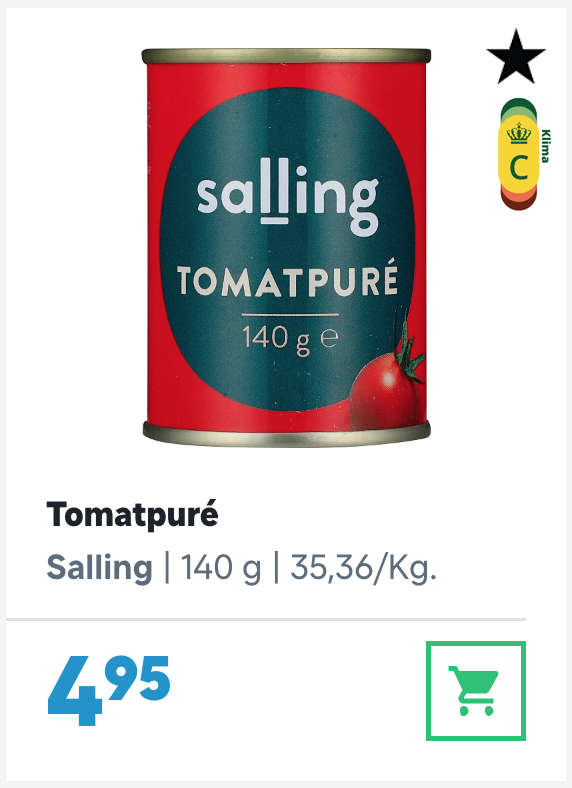 salling
TOMATPURÉ
140 g ℮
C
Klima
Tomatpuré
Salling | 140 g | 35,36/Kg.
4.95